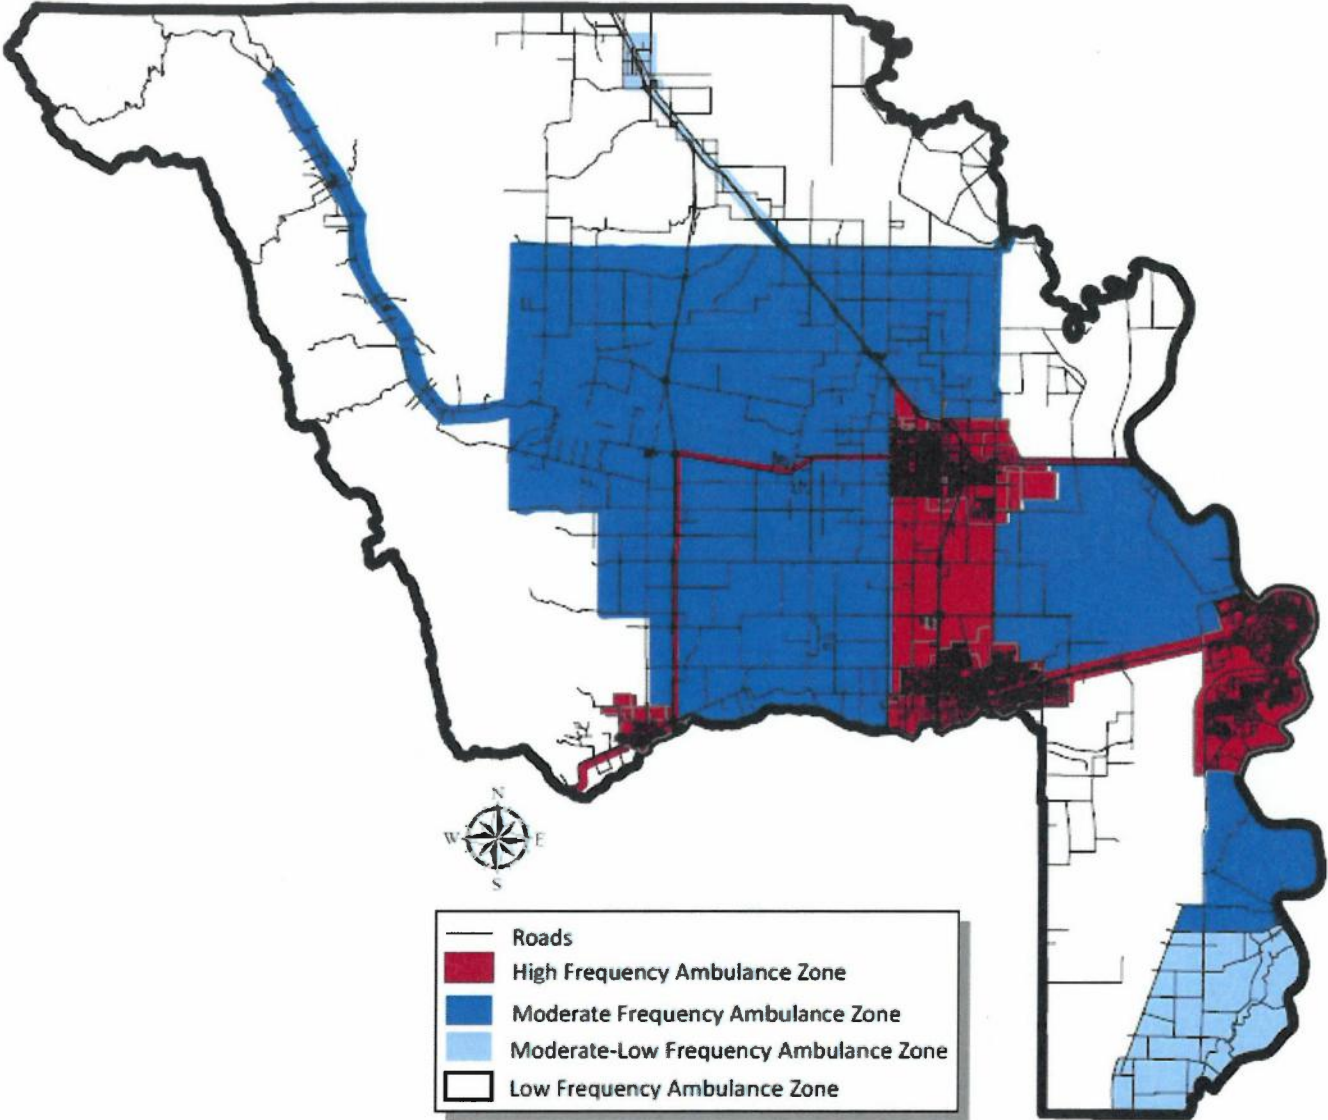 N
W E
S
Roads
High Frequency Ambulance Zone
Moderate Frequency Ambulance Zone
Moderate-Low Frequency Ambulance Zone
Low Frequency Ambulance Zone